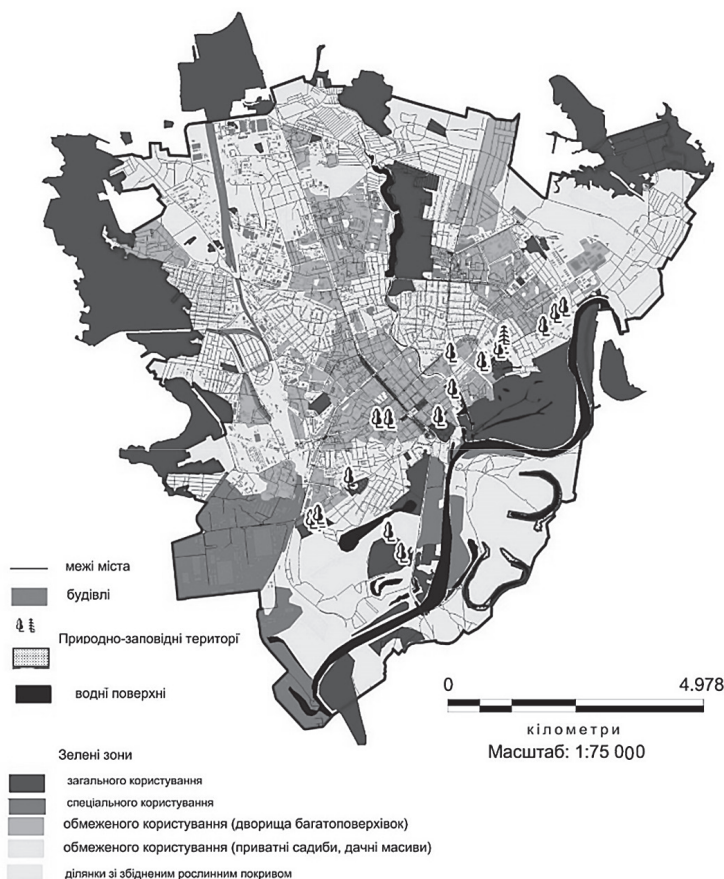 межі міста
будівлі
Природно-заповідні територї
водні поверхні
0 4.978
кілометри
Масштаб: 1:75 000
Зелені зони
загального користування
спеціального користування
обмеженого користування (дворища багатоповерхівок)
обмеженого користування (приватні садиби, дачні масиви)
ділянки зі збідненим рослинним покривом